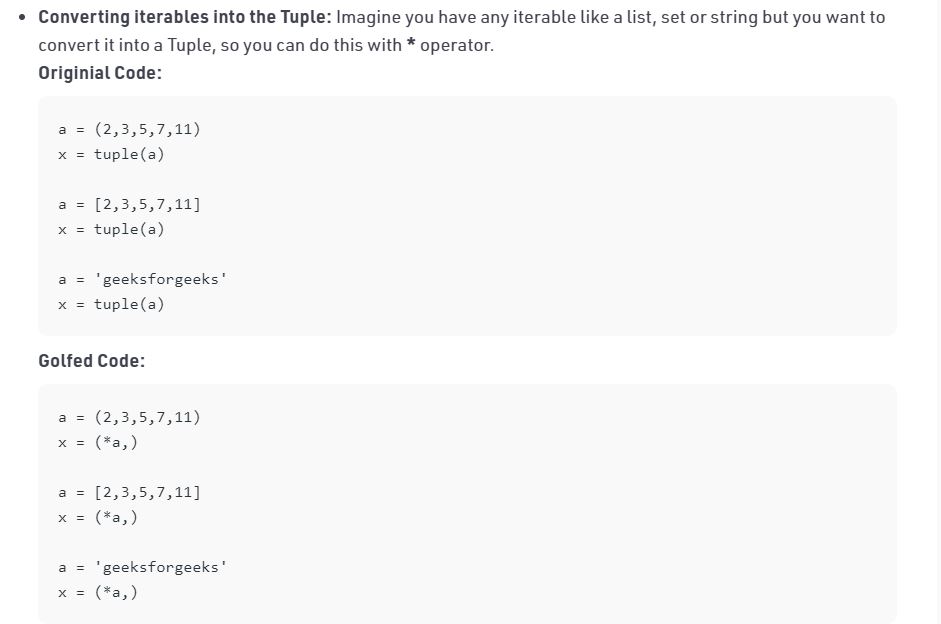 • Converting iterables into the Tuple: Imagine you have any iterable like a list, set or string but you want to
convert it into a Tuple, so you can do this with * operator.
Originial Code:
a = (2,3,5,7,11)
x = tuple(a)
a = [2,3,5,7,11]
x = tuple(a)
a = 'geeksforgeeks'
x = tuple(a)
Golfed Code:
a = (2,3,5,7,11)
x = (*a,)
a = [2,3,5,7,11]
x = (*a,)
a = 'geeksforgeeks'
x = (*a,)